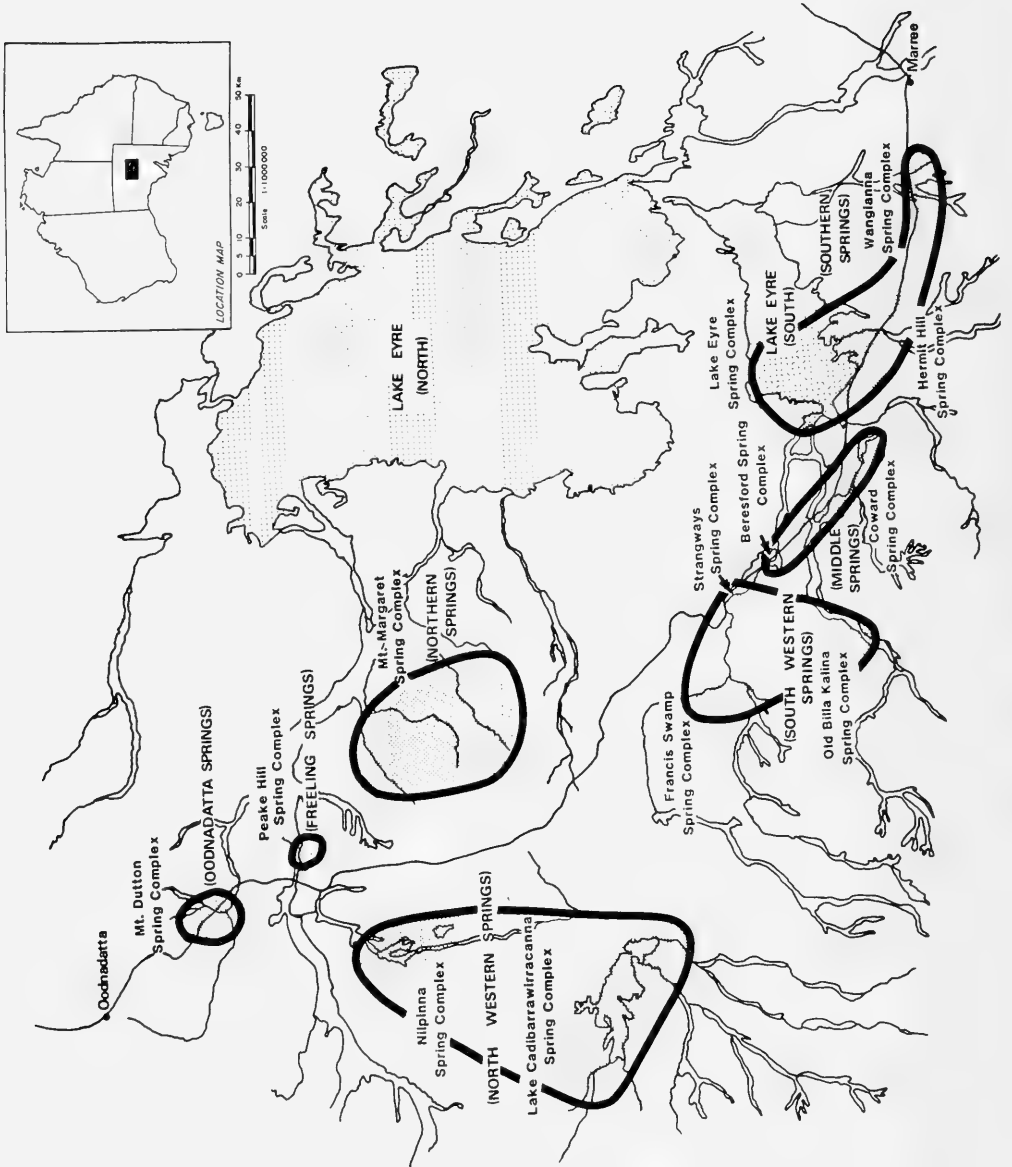 LOCATION MAP
0 5 10 20 30 40 50 Km
Scale 1:1000000
Oodnadatta
Mt. Dutton
Spring Complex
(OODNADATTA SPRINGS)
Peake Hill
Spring Complex
(FREELING SPRINGS)
Mt. Margaret
Spring Complex
(NORTHERN
SPRINGS)
LAKE EYRE
(NORTH)
Nilpinna
Spring Complex
(NORTH WESTERN SPRINGS)
Lake Cadibarrawirracanna
Spring Complex
Francis Swamp
Spring Complex
Strangways
Spring Complex
Beresford Spring
Complex
(SOUTH WESTERN
SPRINGS)
Old Billa Kalina
Spring Complex
(MIDDLE
SPRINGS)
Coward
Spring Complex
Lake Eyre
Spring Complex
LAKE EYRE
(SOUTH)
(SOUTHERN
SPRINGS)
Wangianna
Spring Complex
Hermit Hill
Spring Complex
Marree